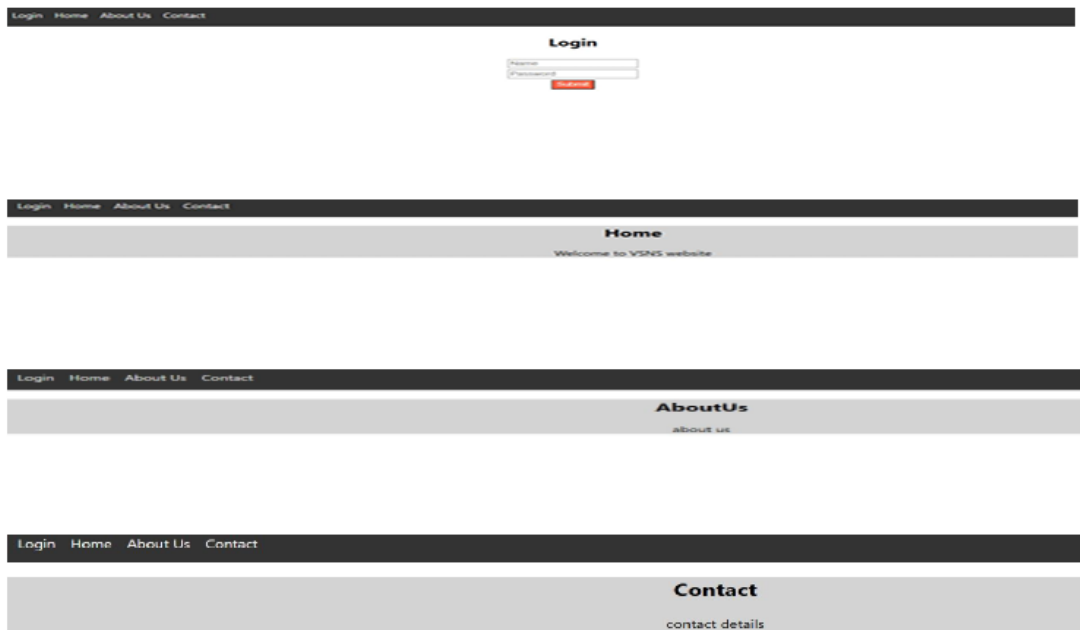 Login Home About Us Contact
Login
Name
Password
Submit
Login Home About Us Contact
Home
Welcome to VSNS website
Login Home About Us Contact
AboutUs
about us
Login Home About Us Contact
Contact
contact details